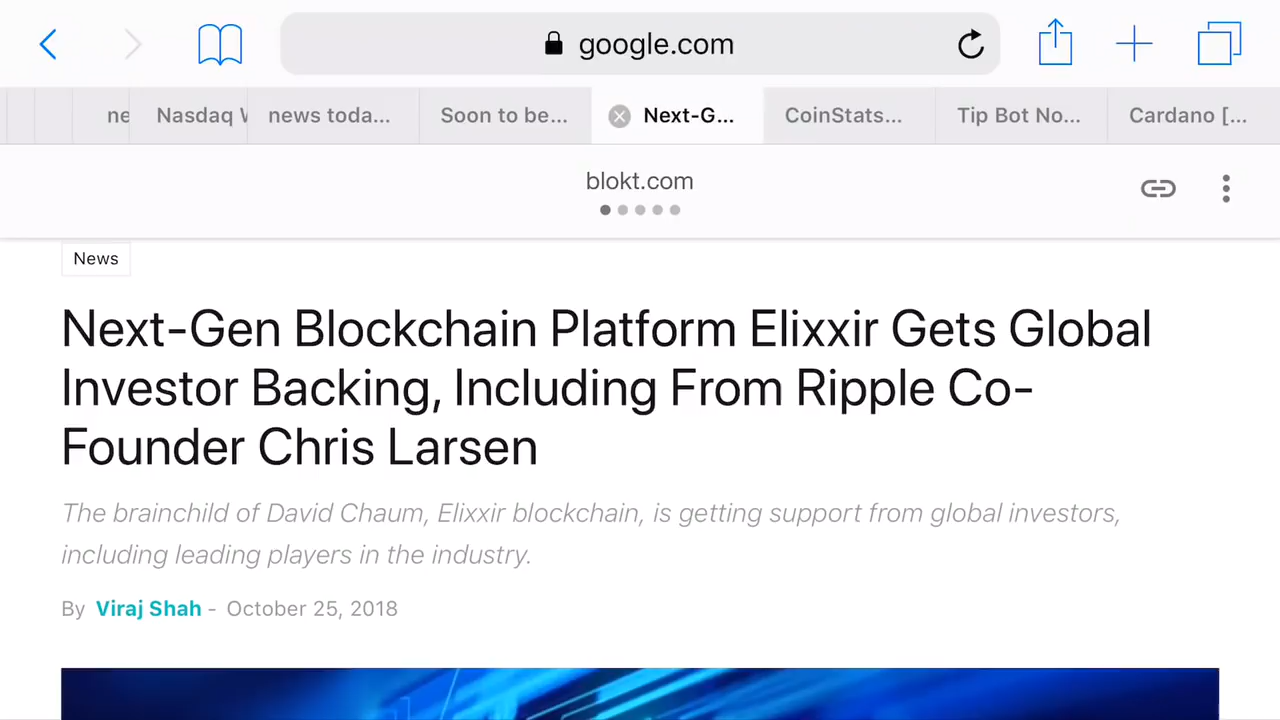 google.com
ne
Nasdaq V
news toda...
Soon to be...
Next-G...
CoinStats...
Tip Bot No...
Cardano [...
blokt.com
News
Next-Gen Blockchain Platform Elixxir Gets Global
Investor Backing, Including From Ripple Co-
Founder Chris Larsen
The brainchild of David Chaum, Elixxir blockchain, is getting support from global investors,
including leading players in the industry.
By Viraj Shah - October 25, 2018